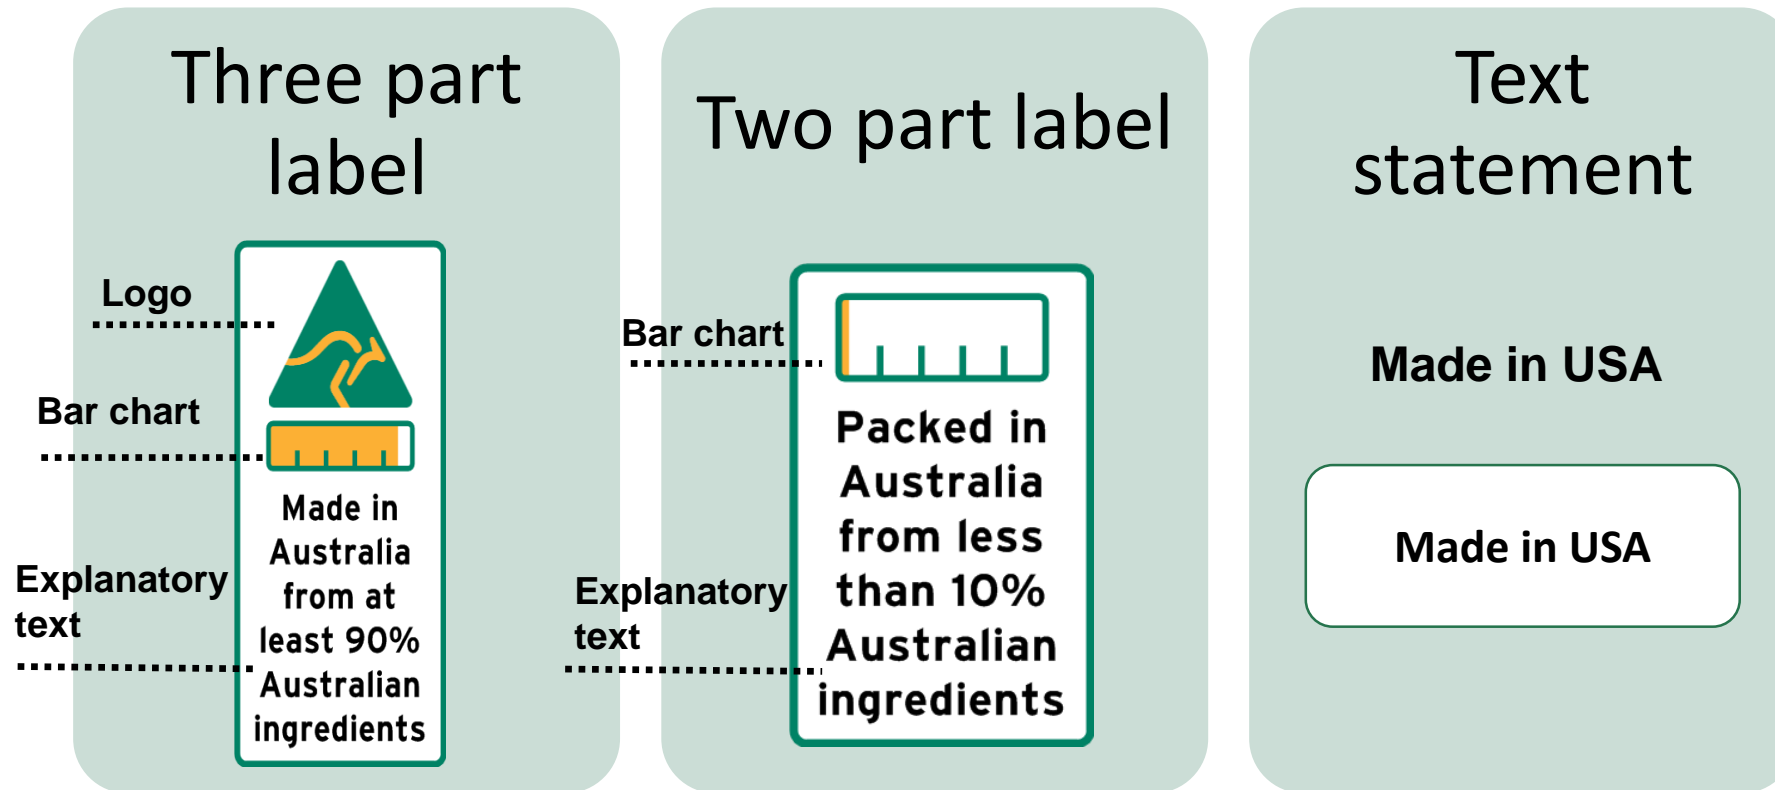 Three part
label
Logo
Bar chart
Explanatory
text
Made in
Australia
from at
least 90%
Australian
ingredients
Two part label
Bar chart
Explanatory
text
Packed in
Australia
from less
than 10%
Australian
ingredients
Text
statement
Made in USA
Made in USA